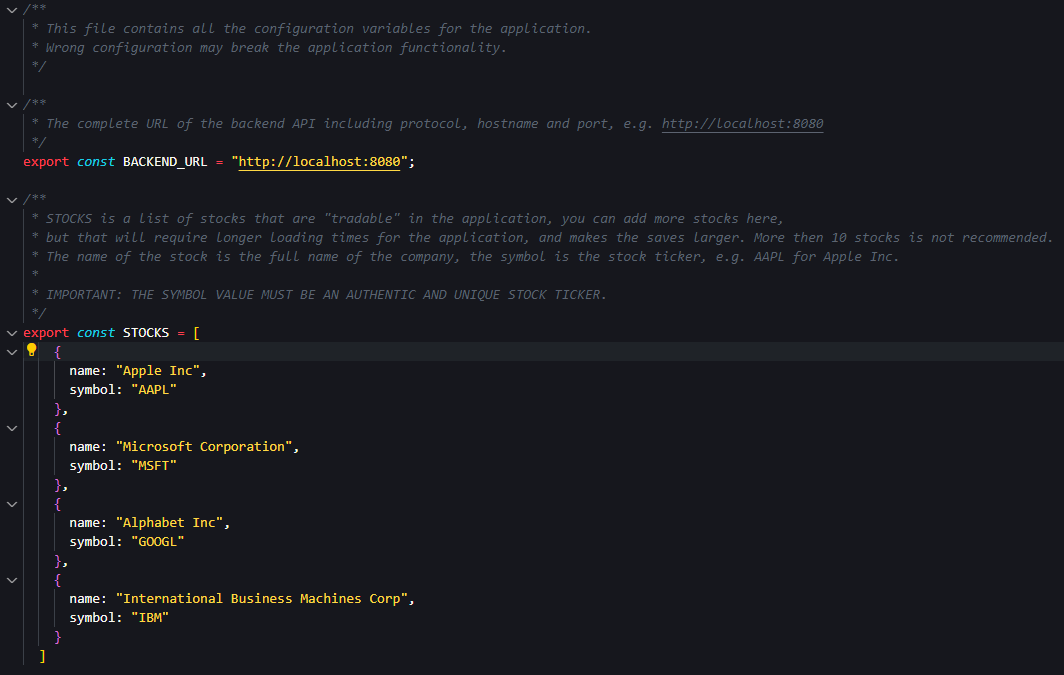 /**
 * This file contains all the configuration variables for the application.
 * Wrong configuration may break the application functionality.
 */
/**
 * The complete URL of the backend API including protocol, hostname and port, e.g. http://localhost:8080
 */
export const BACKEND_URL = "http://localhost:8080";
/**
 * STOCKS is a list of stocks that are "tradable" in the application, you can add more stocks here,
 * but that will require longer loading times for the application, and makes the saves larger. More then 10 stocks is not recommended.
 * The name of the stock is the full name of the company, the symbol is the stock ticker, e.g. AAPL for Apple Inc.
 *
 * IMPORTANT: THE SYMBOL VALUE MUST BE AN AUTHENTIC AND UNIQUE STOCK TICKER.
 */
export const STOCKS = [
    {
      name: "Apple Inc",
      symbol: "AAPL"
    },
    {
      name: "Microsoft Corporation",
      symbol: "MSFT"
    },
    {
      name: "Alphabet Inc",
      symbol: "GOOGL"
    },
    {
      name: "International Business Machines Corp",
      symbol: "IBM"
    }
  ]